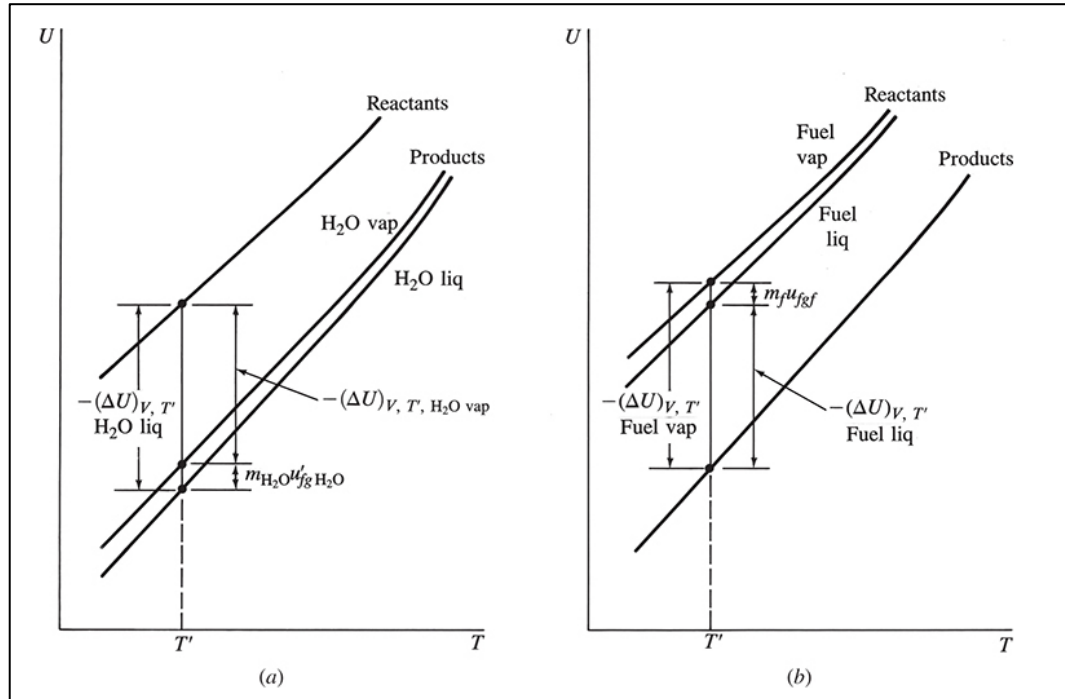 U
Reactants
Products
H₂O vap
H₂O liq
−(ΔU)V, T′
H₂O liq
−(ΔU)V, T′, H₂O vap
mH₂Ou′fg H₂O
T′
T
(a)
U
Reactants
Fuel
vap
Products
Fuel
liq
mfufgf
−(ΔU)V, T′
Fuel vap
−(ΔU)V, T′
Fuel liq
T′
T
(b)